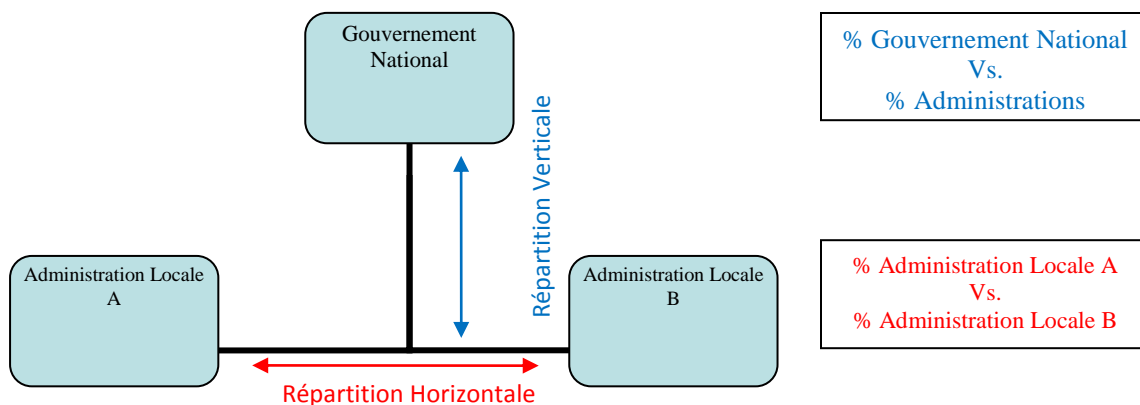 Gouvernement
National
% Gouvernement National
Vs.
% Administrations
Répartition Verticale
Administration Locale
A
Administration Locale
B
% Administration Locale A
Vs.
% Administration Locale B
Répartition Horizontale